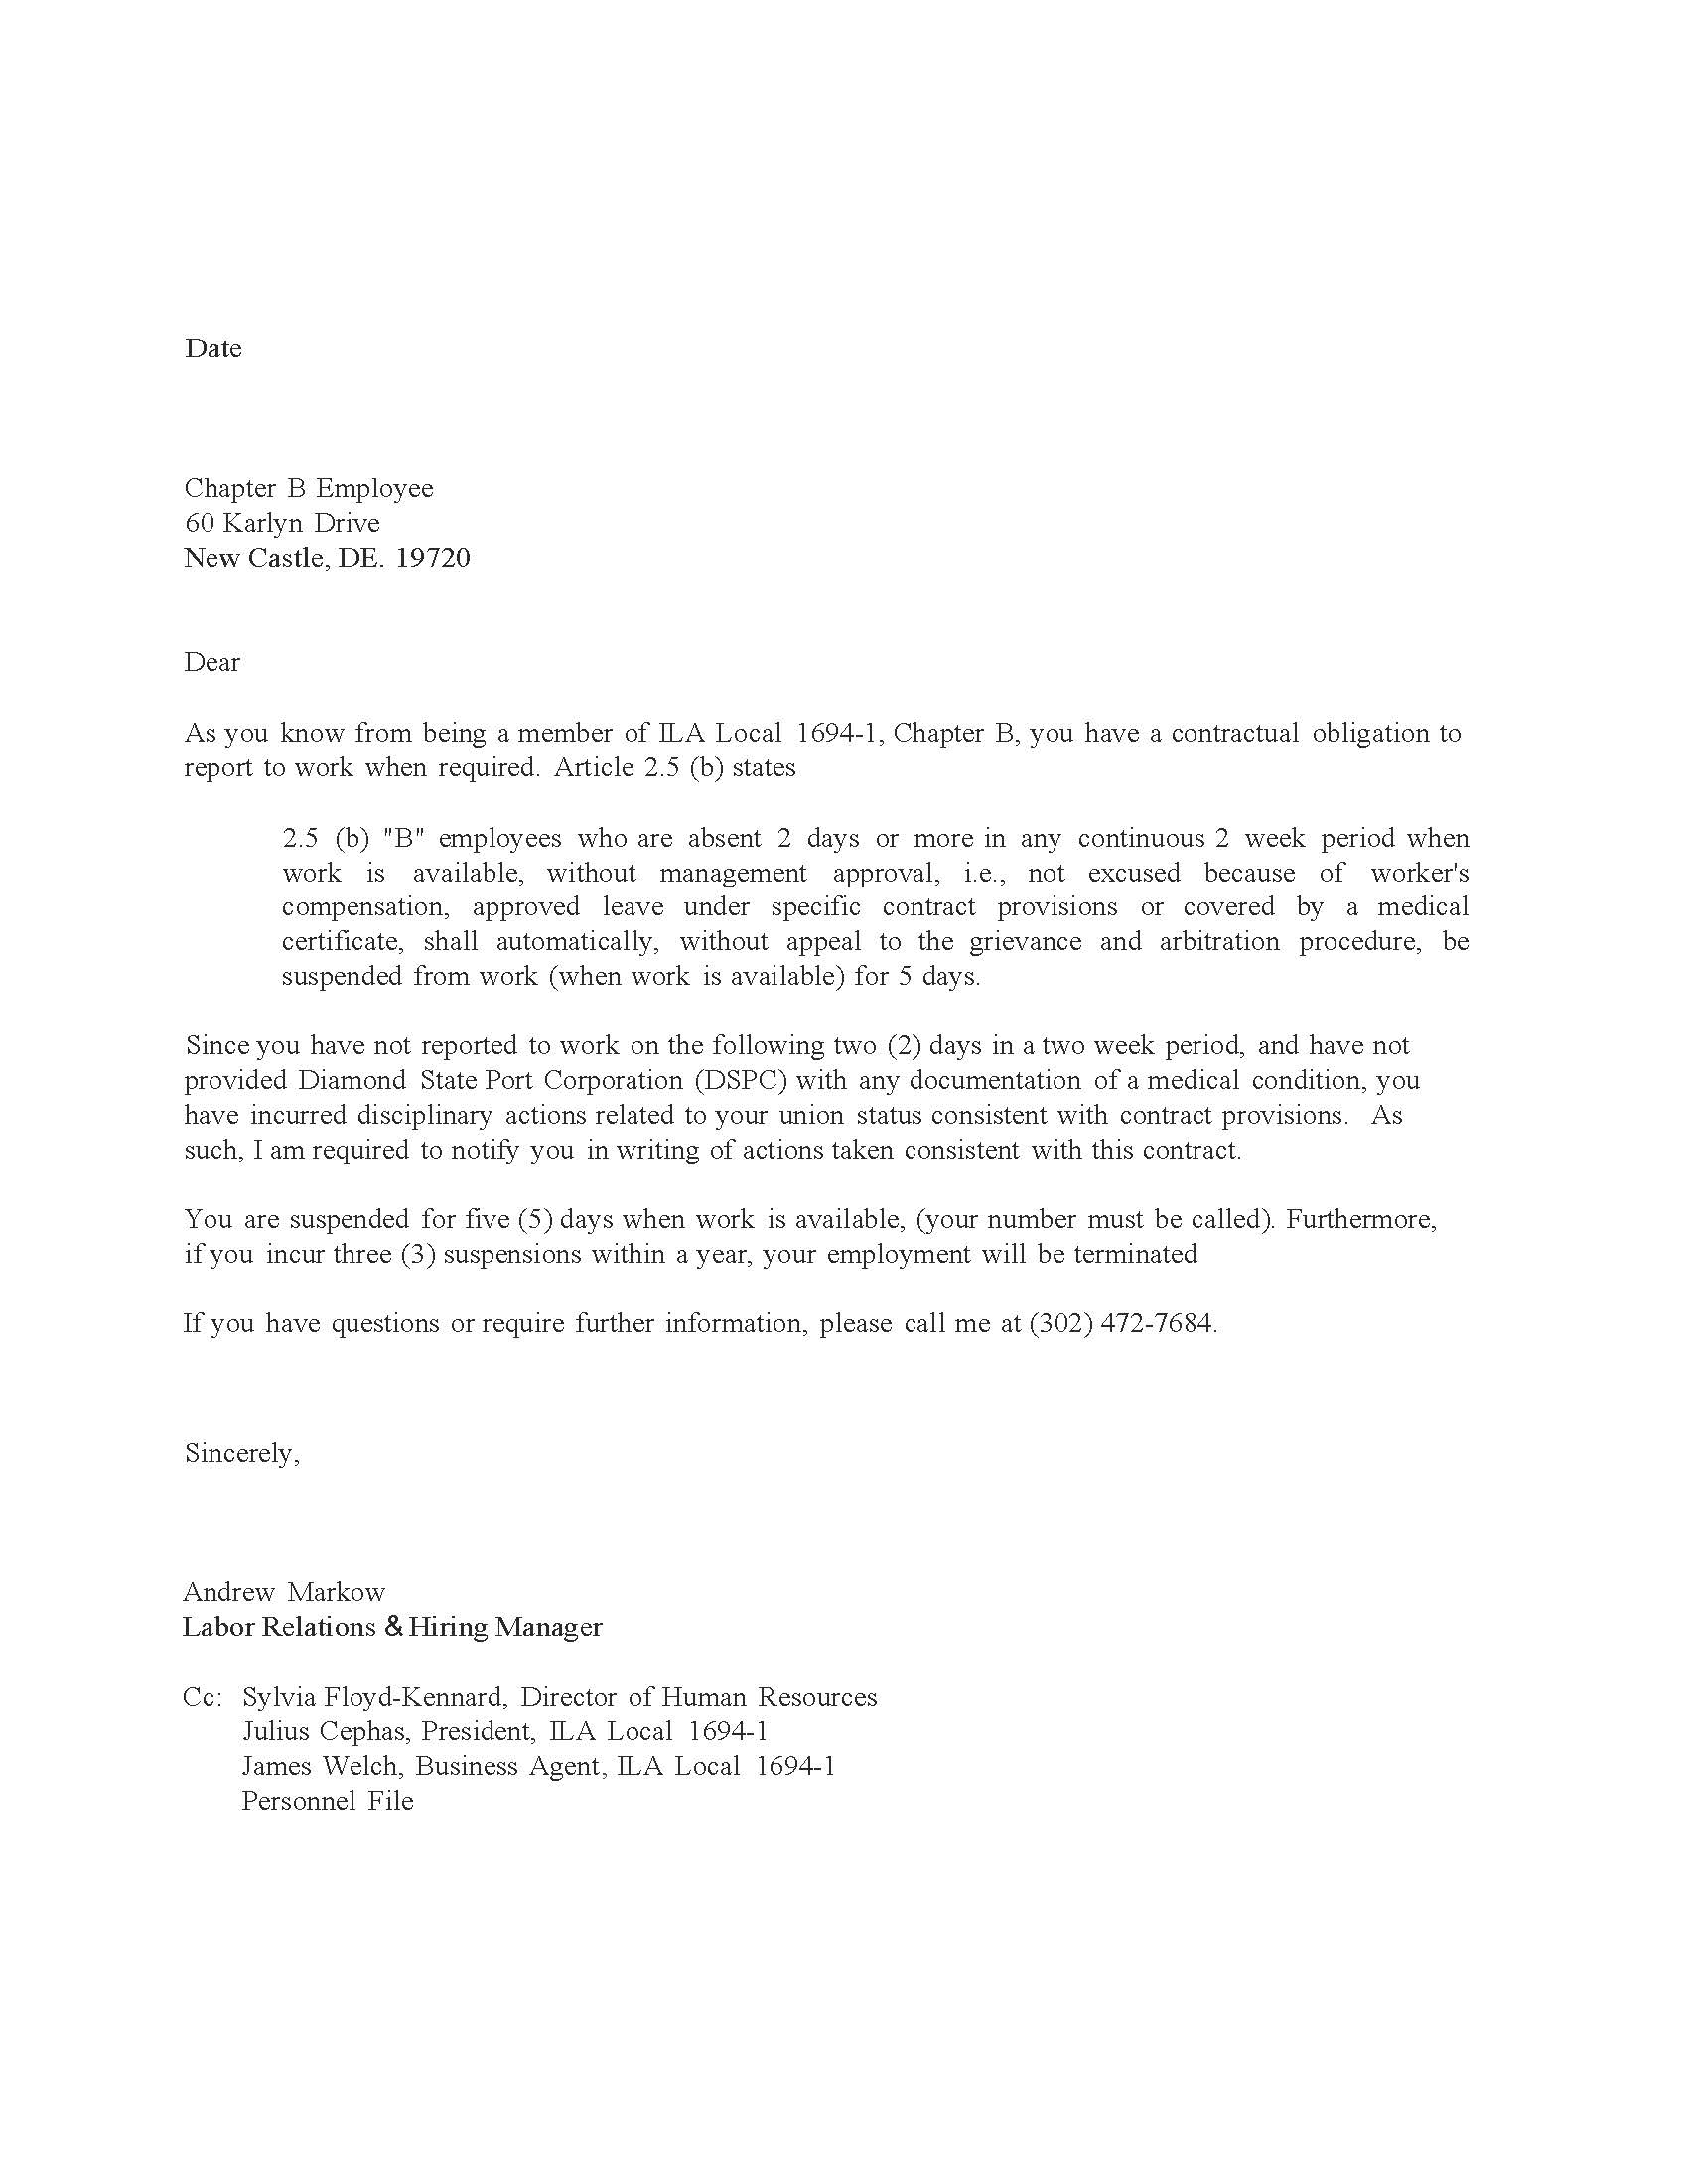 Date
Chapter B Employee
60 Karlyn Drive
New Castle, DE. 19720
Dear
As you know from being a member of ILA Local 1694-1, Chapter B, you have a contractual obligation to
report to work when required. Article 2.5 (b) states
2.5 (b) "B" employees who are absent 2 days or more in any continuous 2 week period when
work is available, without management approval, i.e., not excused because of worker's
compensation, approved leave under specific contract provisions or covered by a medical
certificate, shall automatically, without appeal to the grievance and arbitration procedure, be
suspended from work (when work is available) for 5 days.
Since you have not reported to work on the following two (2) days in a two week period, and have not
provided Diamond State Port Corporation (DSPC) with any documentation of a medical condition, you
have incurred disciplinary actions related to your union status consistent with contract provisions. As
such, I am required to notify you in writing of actions taken consistent with this contract.
You are suspended for five (5) days when work is available, (your number must be called). Furthermore,
if you incur three (3) suspensions within a year, your employment will be terminated
If you have questions or require further information, please call me at (302) 472-7684.
Sincerely,
Andrew Markow
Labor Relations & Hiring Manager
Cc: Sylvia Floyd-Kennard, Director of Human Resources
Julius Cephas, President, ILA Local 1694-1
James Welch, Business Agent, ILA Local 1694-1
Personnel File